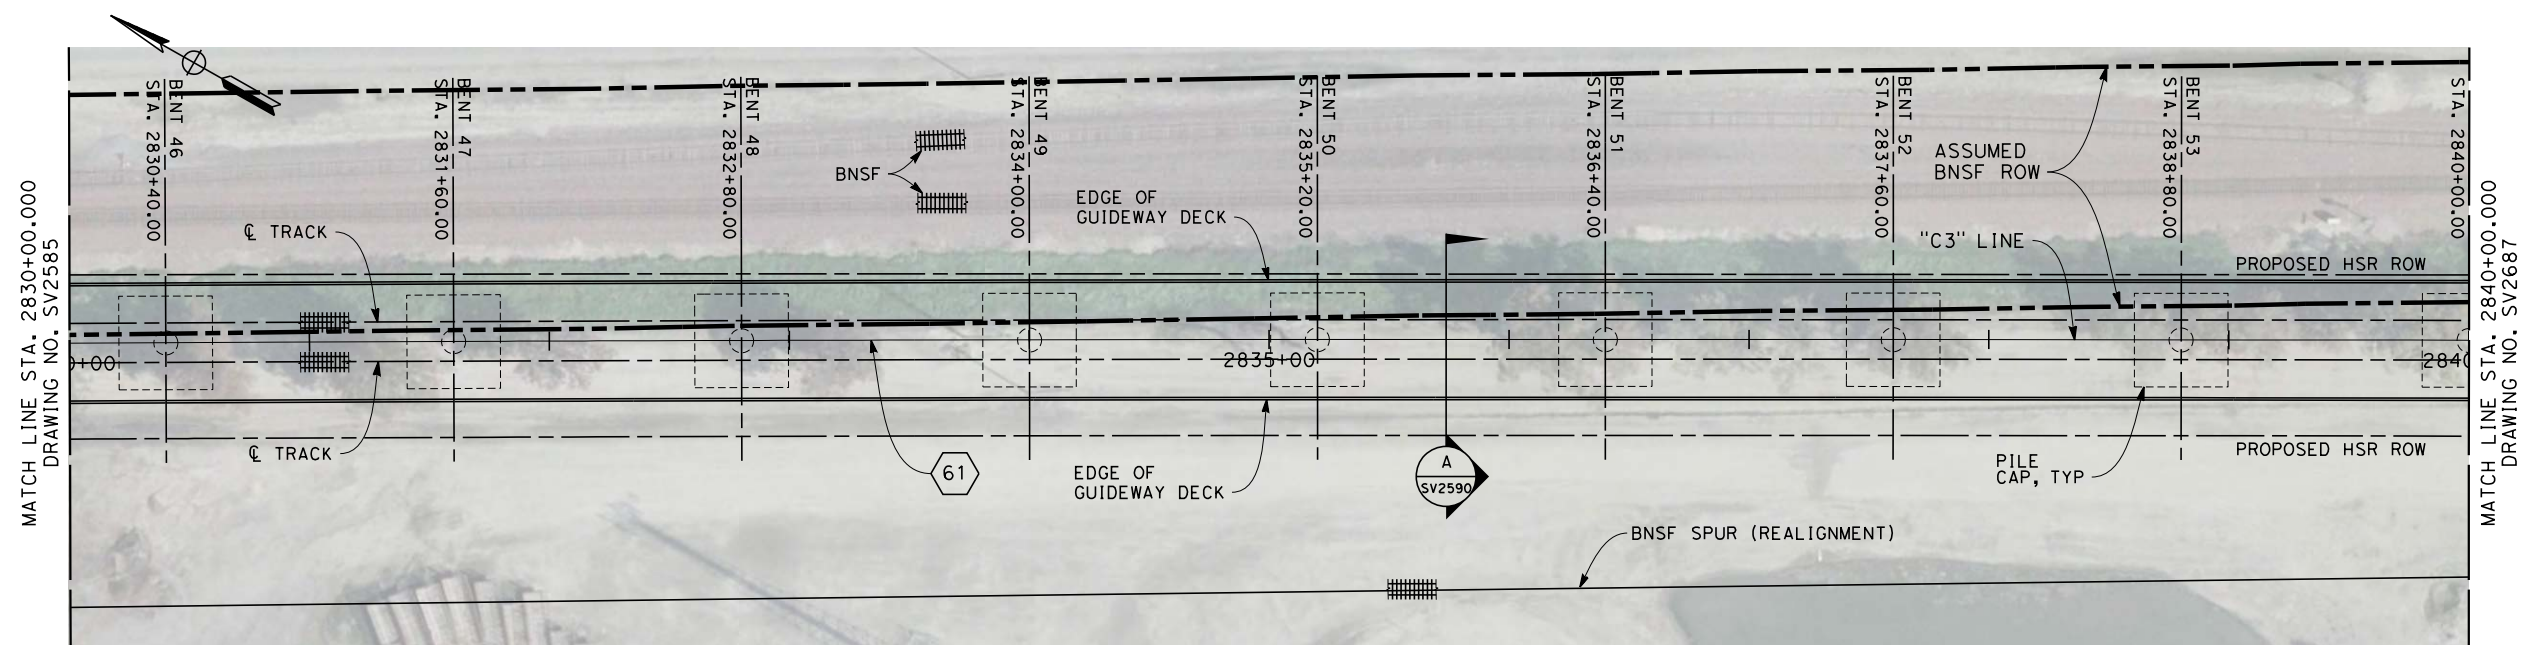 MATCH LINE STA. 2830+00.000
DRAWING NO. SV2585
BENT 46
STA. 2830+40.00
BENT 47
STA. 2831+60.00
BENT 48
STA. 2832+80.00
BENT 49
STA. 2834+00.00
BENT 50
STA. 2835+20.00
BENT 51
STA. 2836+40.00
BENT 52
STA. 2837+60.00
BENT 53
STA. 2838+80.00
STA. 2840+00.00
BNSF
ASSUMED
BNSF ROW
EDGE OF
GUIDEWAY DECK
℄ TRACK
"C3" LINE
PROPOSED HSR ROW
0+00
2835+00
2840
℄ TRACK
61
EDGE OF
GUIDEWAY DECK
A
SV2590
PILE
CAP, TYP
PROPOSED HSR ROW
BNSF SPUR (REALIGNMENT)
MATCH LINE STA. 2840+00.000
DRAWING NO. SV2687